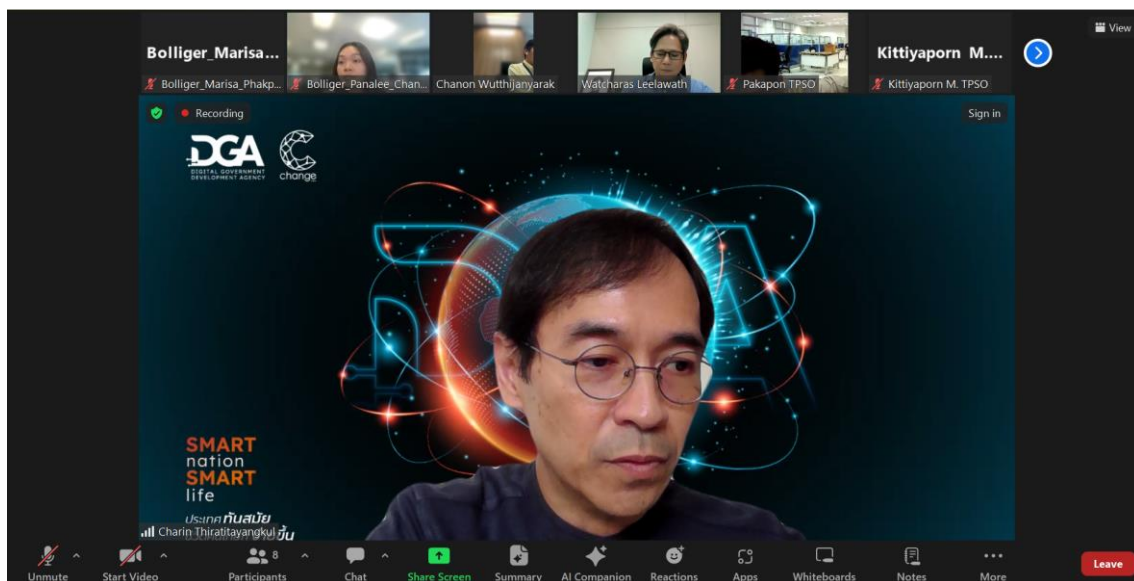 View
Bolliger_Marisa...
Kittiyaporn M....
Bolliger_Marisa_Phakp...
Bolliger_Panalee_Chan...
Chanon Wutthijanyarak
Watcharas Leelawath
Pakapon TPSO
Kittiyaporn M. TPSO
Recording
Sign in
DGA
DIGITAL GOVERNMENT
DEVELOPMENT AGENCY
change
SMART
nation
SMART
life
ประเทศทันสมัย
Charin Thiratitayangkul
Unmute
Start Video
8
Participants
Chat
Share Screen
Summary
AI Companion
Reactions
Apps
Whiteboards
Notes
More
Leave